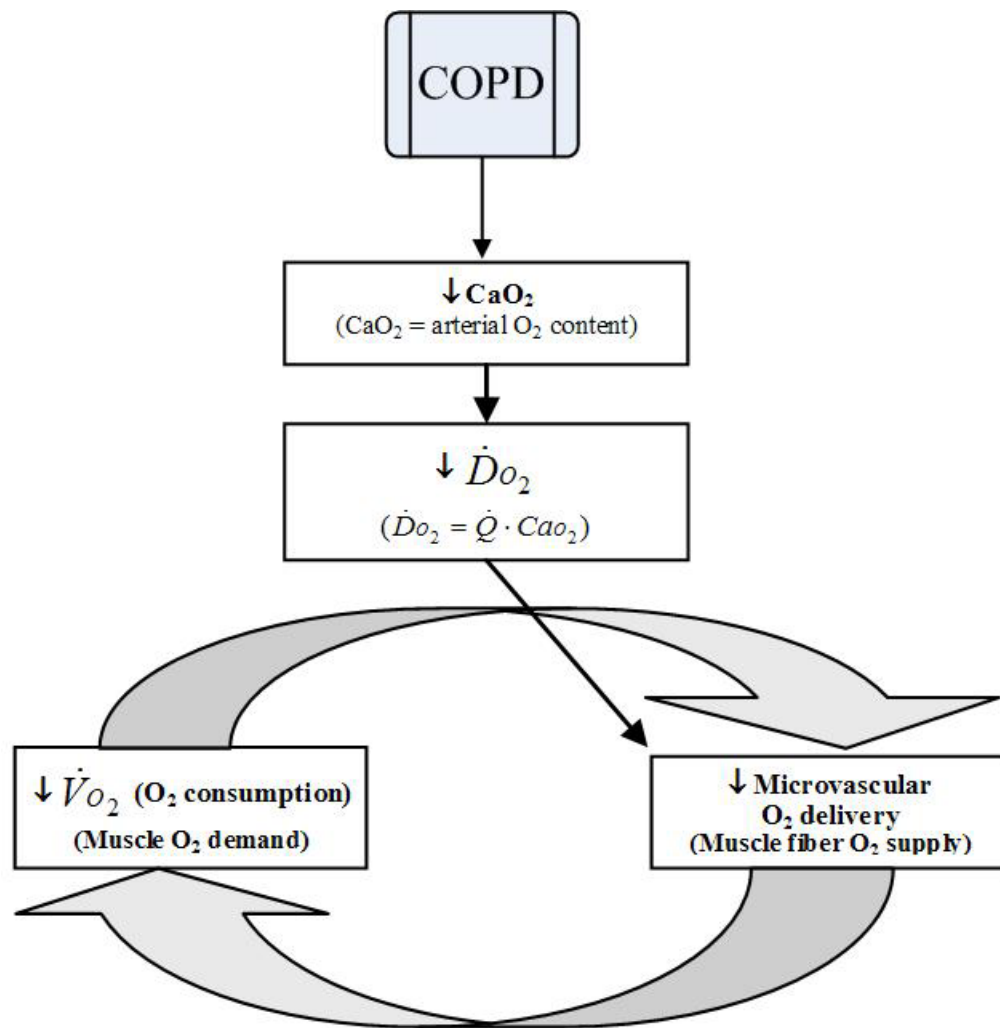 COPD
↓ CaO₂
(CaO₂ = arterial O₂ content)
↓ Ḋo₂
(Ḋo₂ = Q̇ · Cao₂)
↓ V̇o₂ (O₂ consumption)
(Muscle O₂ demand)
↓ Microvascular
O₂ delivery
(Muscle fiber O₂ supply)